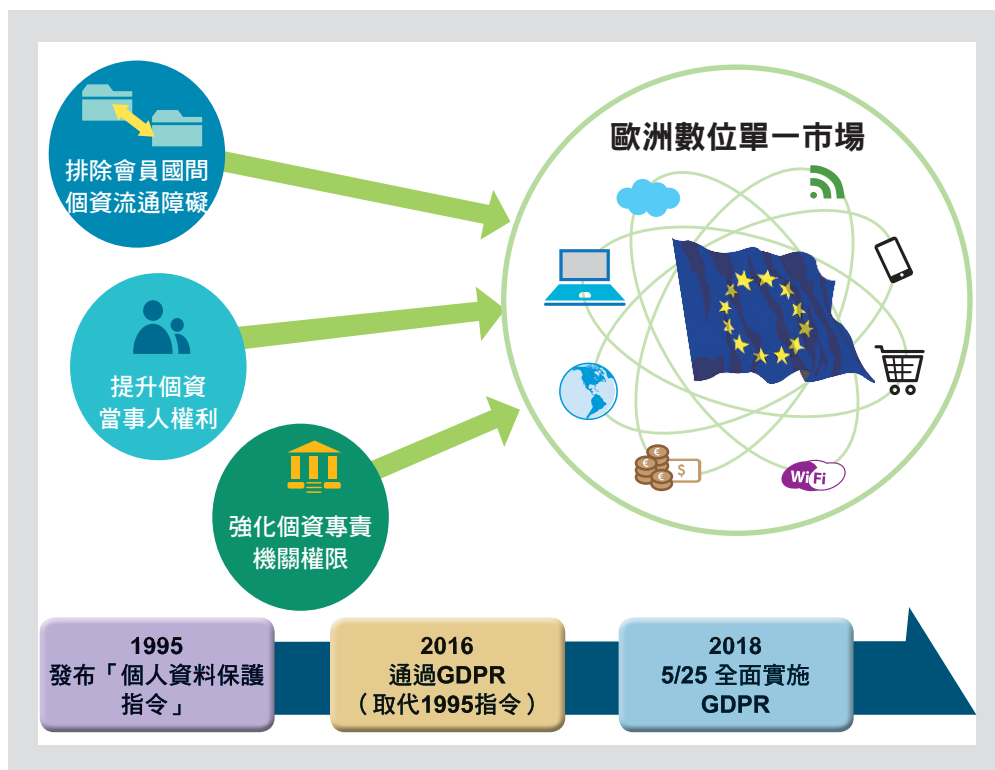 排除會員國間
個資流通障礙
提升個資
當事人權利
強化個資專責
機關權限
歐洲數位單一市場
€
€
€
€
$
WiFi
1995
發布「個人資料保護
指令」
2016
通過GDPR
（取代1995指令）
2018
5/25 全面實施
GDPR